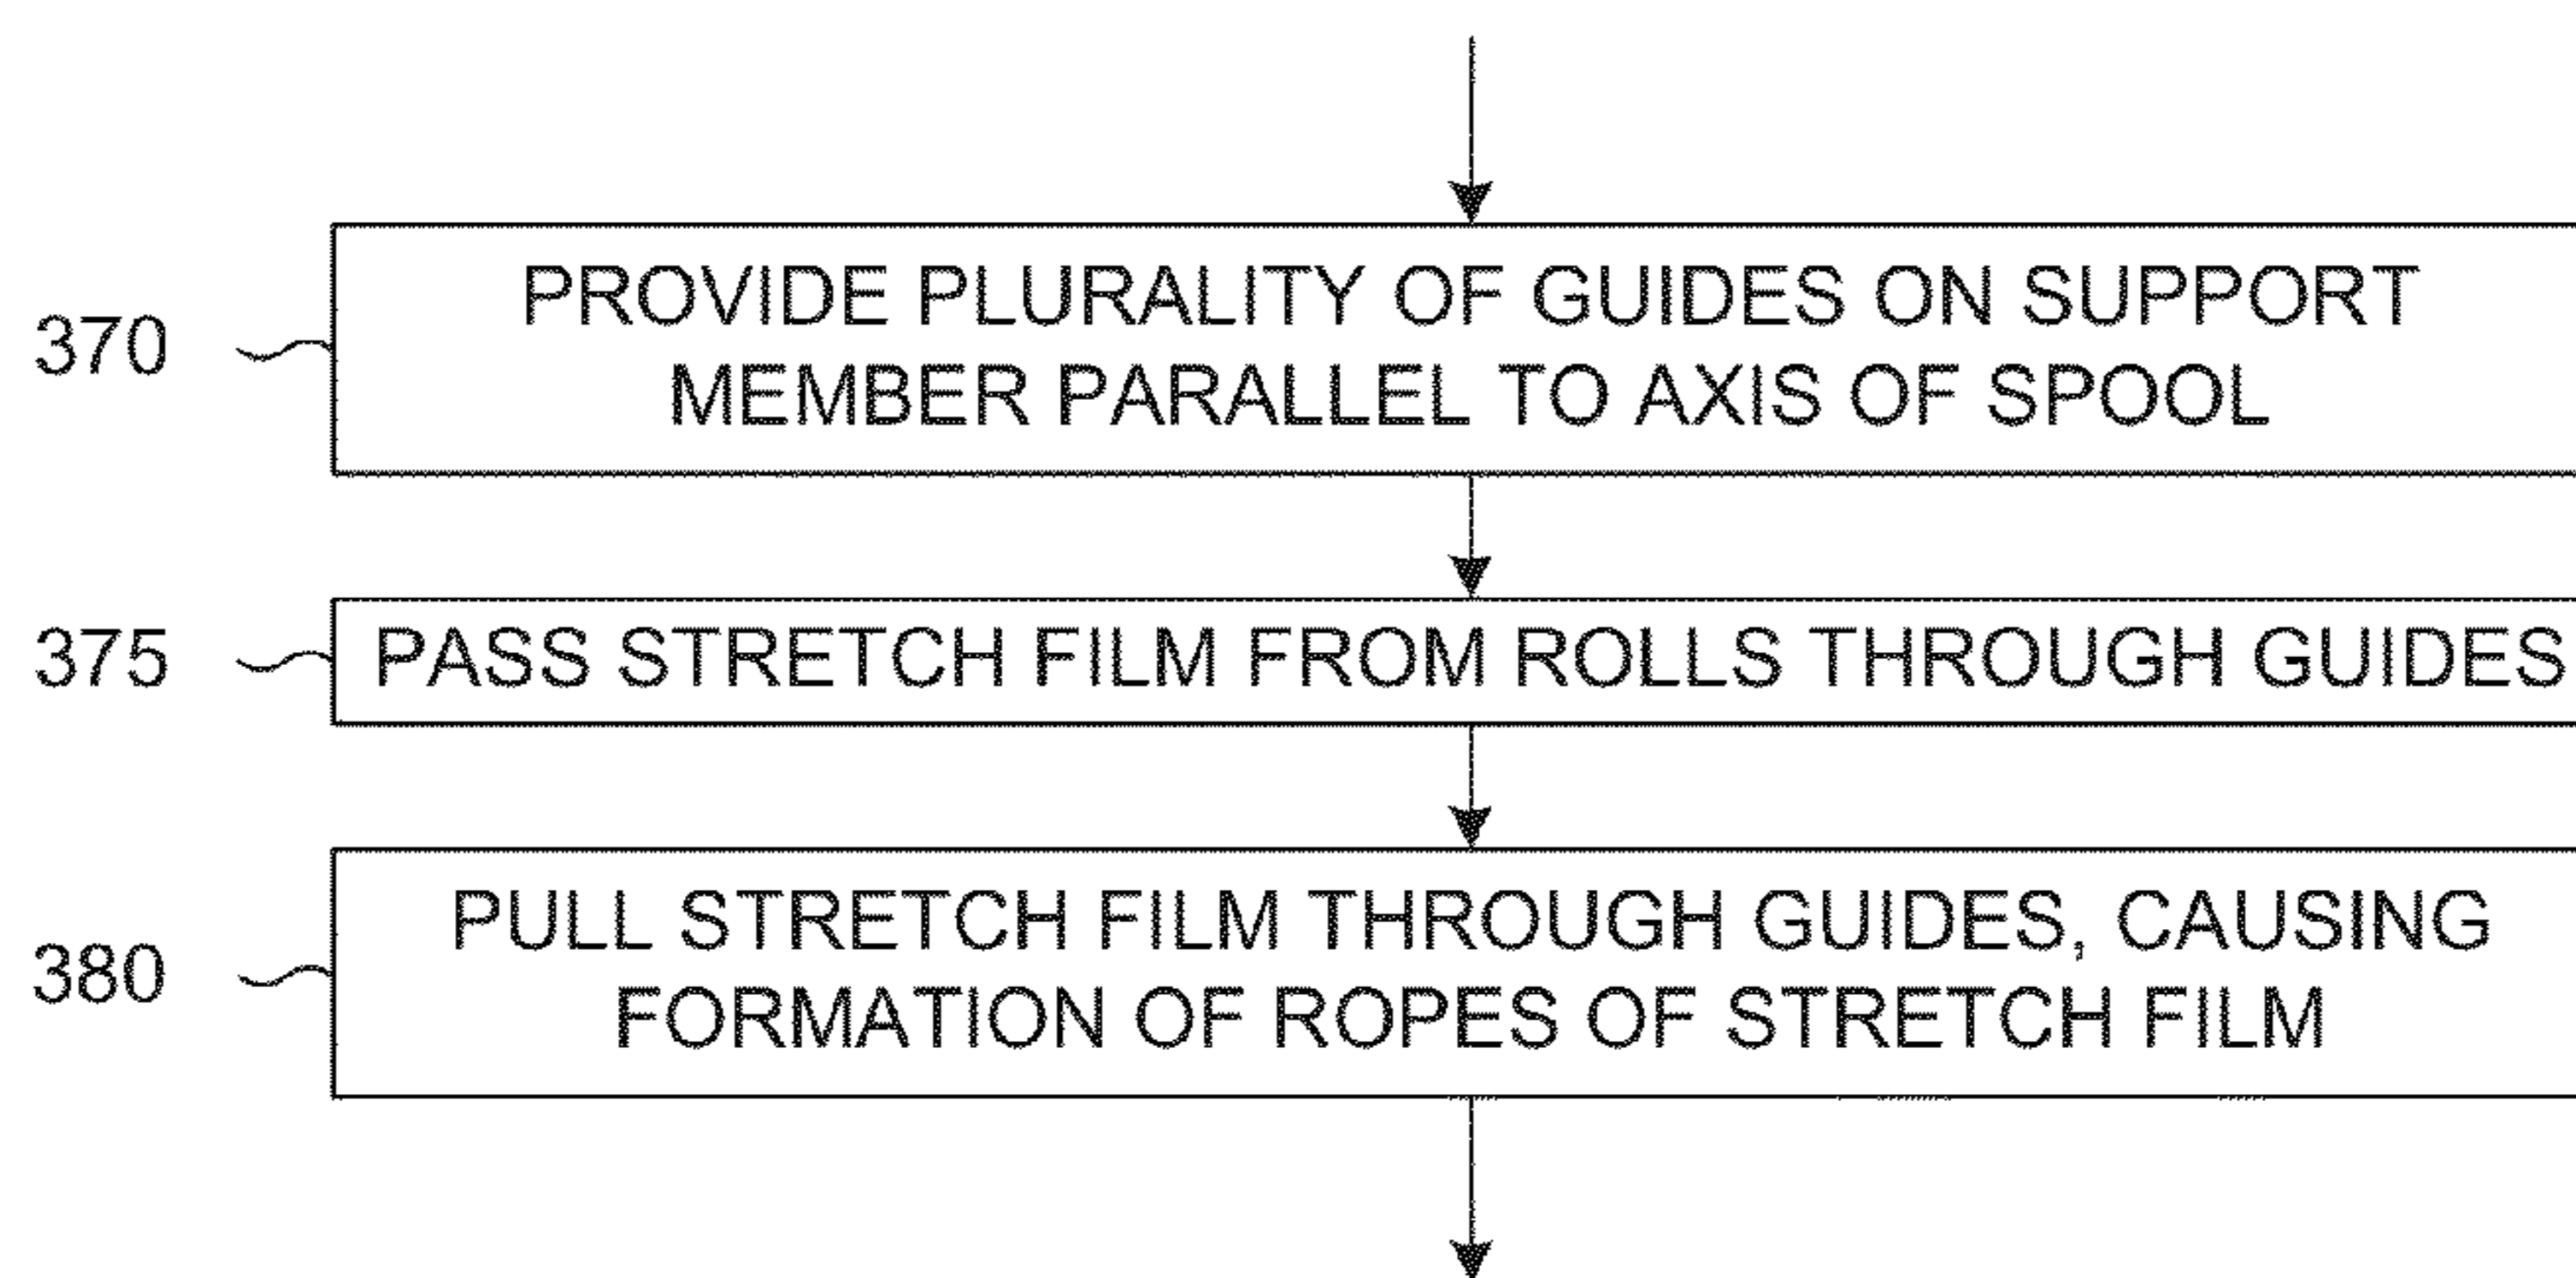 370
PROVIDE PLURALITY OF GUIDES ON SUPPORT
MEMBER PARALLEL TO AXIS OF SPOOL
375
PASS STRETCH FILM FROM ROLLS THROUGH GUIDES
380
PULL STRETCH FILM THROUGH GUIDES, CAUSING
FORMATION OF ROPES OF STRETCH FILM